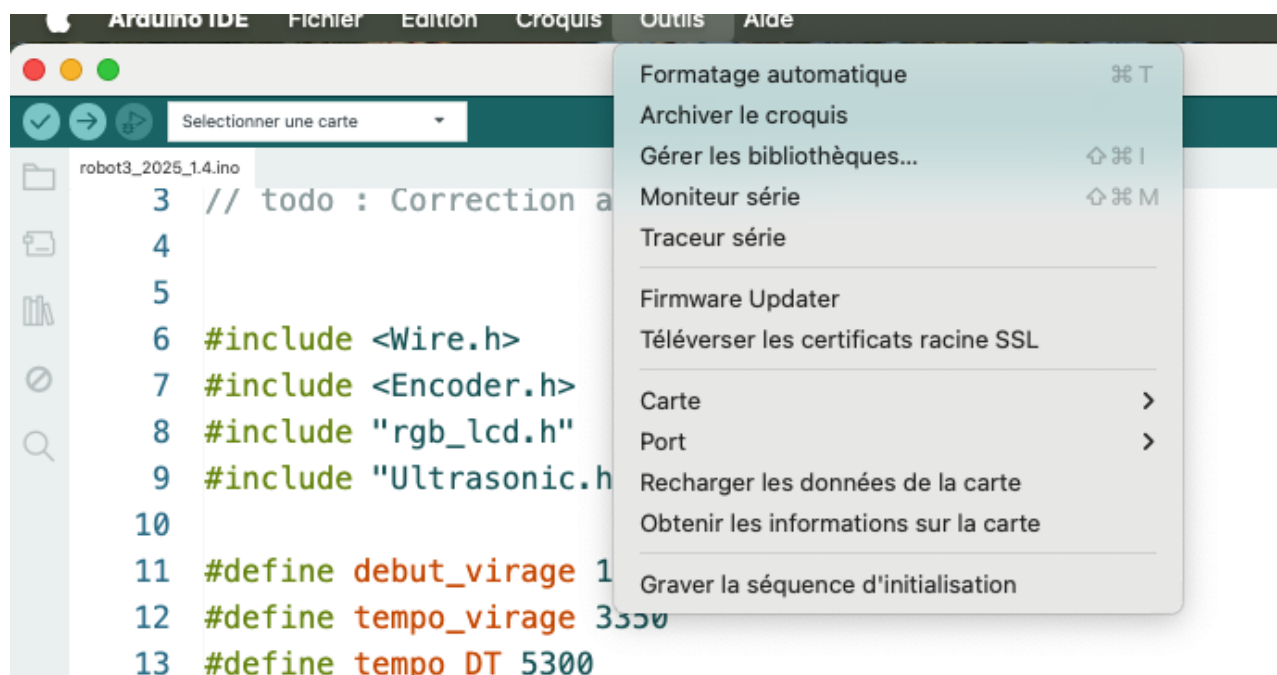 Arduino IDE Fichier Edition Croquis Outils Aide
Formatage automatique ⌘ T
Archiver le croquis
Gérer les bibliothèques... ⇧ ⌘ I
Moniteur série ⇧ ⌘ M
Traceur série
Firmware Updater
Téléverser les certificats racine SSL
Carte
Port
Recharger les données de la carte
Obtenir les informations sur la carte
Graver la séquence d'initialisation
Selectionner une carte
robot3_2025_1.4.ino
3 // todo : Correction a
4
5
6 #include <Wire.h>
7 #include <Encoder.h>
8 #include "rgb_lcd.h"
9 #include "Ultrasonic.h
10
11 #define debut_virage 1
12 #define tempo_virage 3350
13 #define tempo_DT 5300